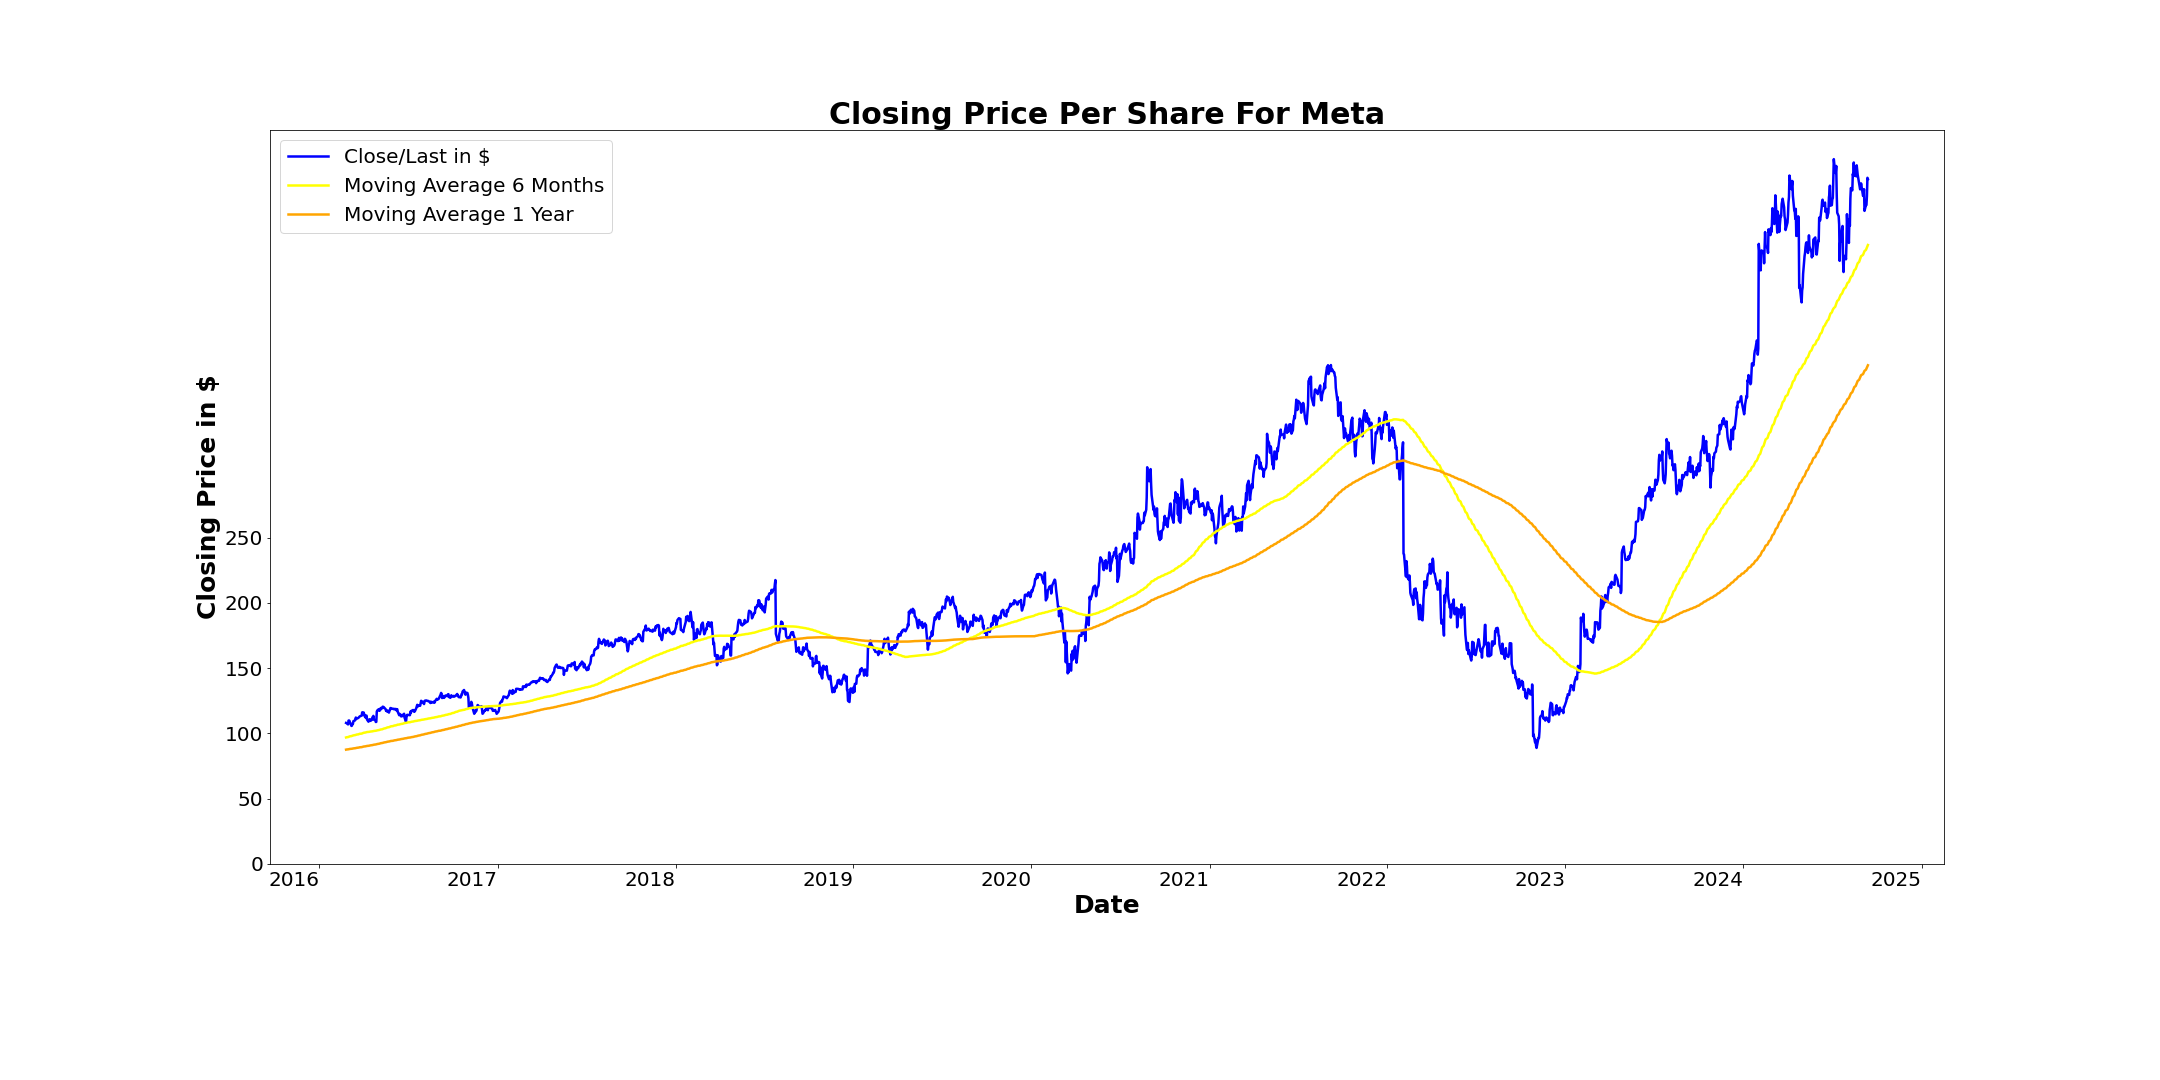 Closing Price Per Share For Meta
Close/Last in $
Moving Average 6 Months
Moving Average 1 Year
Closing Price in $
250
200
150
100
50
0
2016 2017 2018 2019 2020 2021 2022 2023 2024 2025
Date